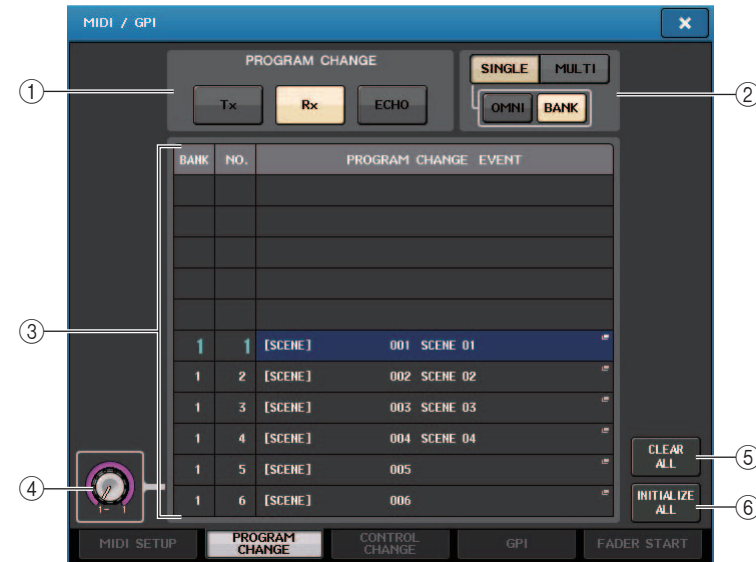 MIDI / GPI
×
PROGRAM CHANGE
SINGLE MULTI
① Tx Rx ECHO
OMNI BANK ②
③
BANK NO. PROGRAM CHANGE EVENT
1 1 [SCENE] 001 SCENE 01
1 2 [SCENE] 002 SCENE 02
1 3 [SCENE] 003 SCENE 03
1 4 [SCENE] 004 SCENE 04
1 5 [SCENE] 005
1 6 [SCENE] 006
④
1- 1
CLEAR
ALL ⑤
INITIALIZE
ALL ⑥
MIDI SETUP
PROGRAM
CHANGE
CONTROL
CHANGE
GPI
FADER START